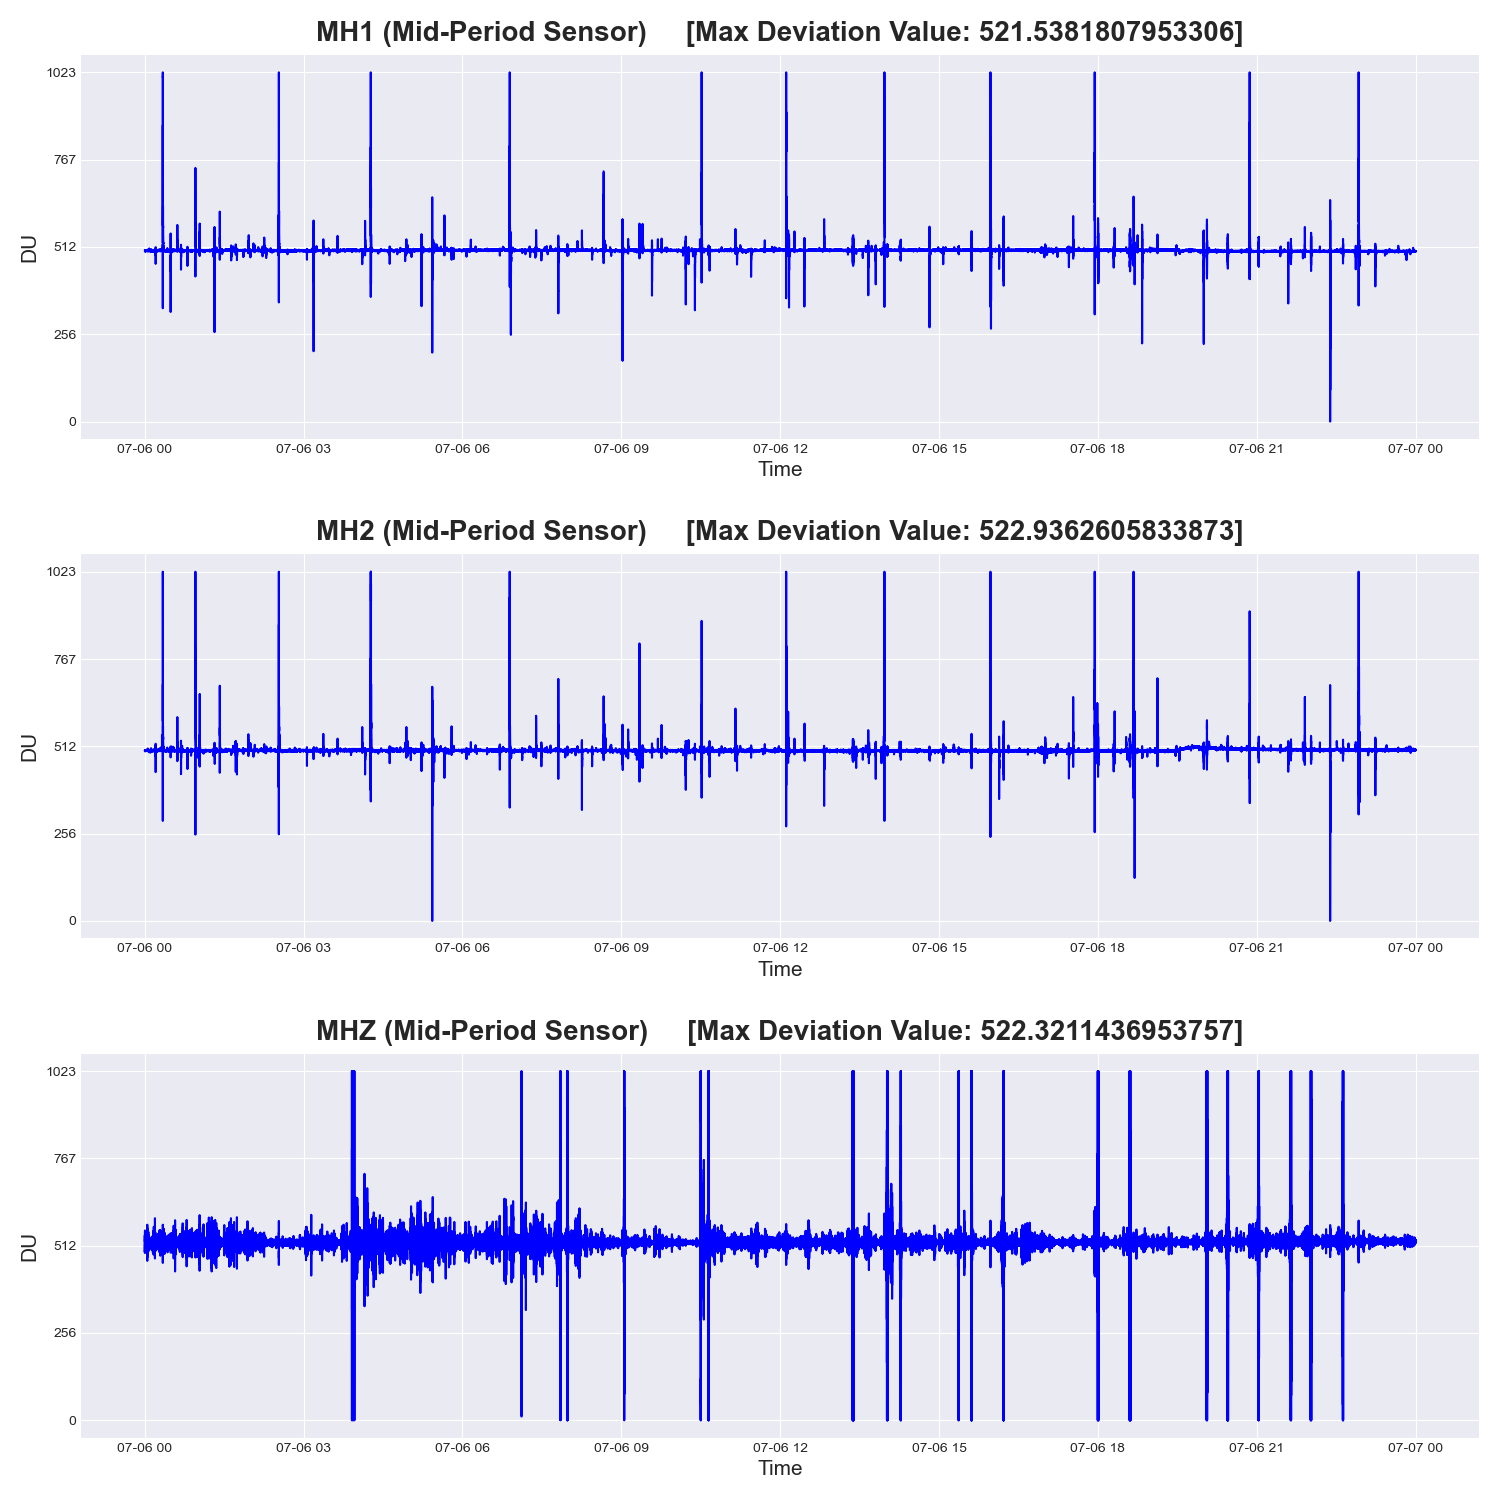 MH1 (Mid-Period Sensor) [Max Deviation Value: 521.5381807953306]
1023
767
512
256
0
DU
07-06 00 07-06 03 07-06 06 07-06 09 07-06 12 07-06 15 07-06 18 07-06 21 07-07 00
Time
MH2 (Mid-Period Sensor) [Max Deviation Value: 522.9362605833873]
1023
767
512
256
0
DU
07-06 00 07-06 03 07-06 06 07-06 09 07-06 12 07-06 15 07-06 18 07-06 21 07-07 00
Time
MHZ (Mid-Period Sensor) [Max Deviation Value: 522.3211436953757]
1023
767
512
256
0
DU
07-06 00 07-06 03 07-06 06 07-06 09 07-06 12 07-06 15 07-06 18 07-06 21 07-07 00
Time